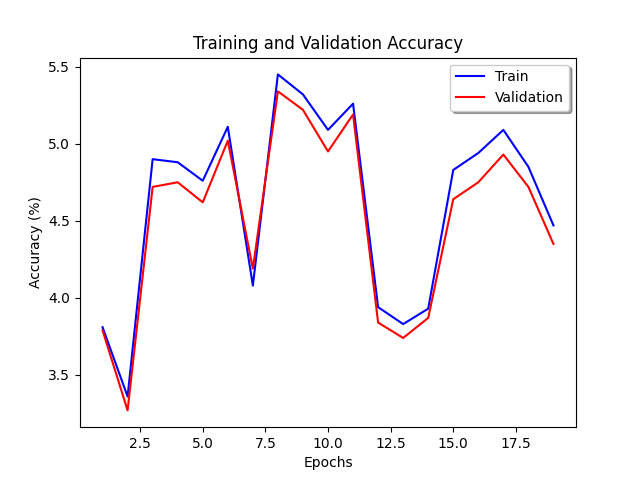 Training and Validation Accuracy
Train
Validation
5.5
5.0
4.5
4.0
3.5
Accuracy (%)
2.5 5.0 7.5 10.0 12.5 15.0 17.5
Epochs